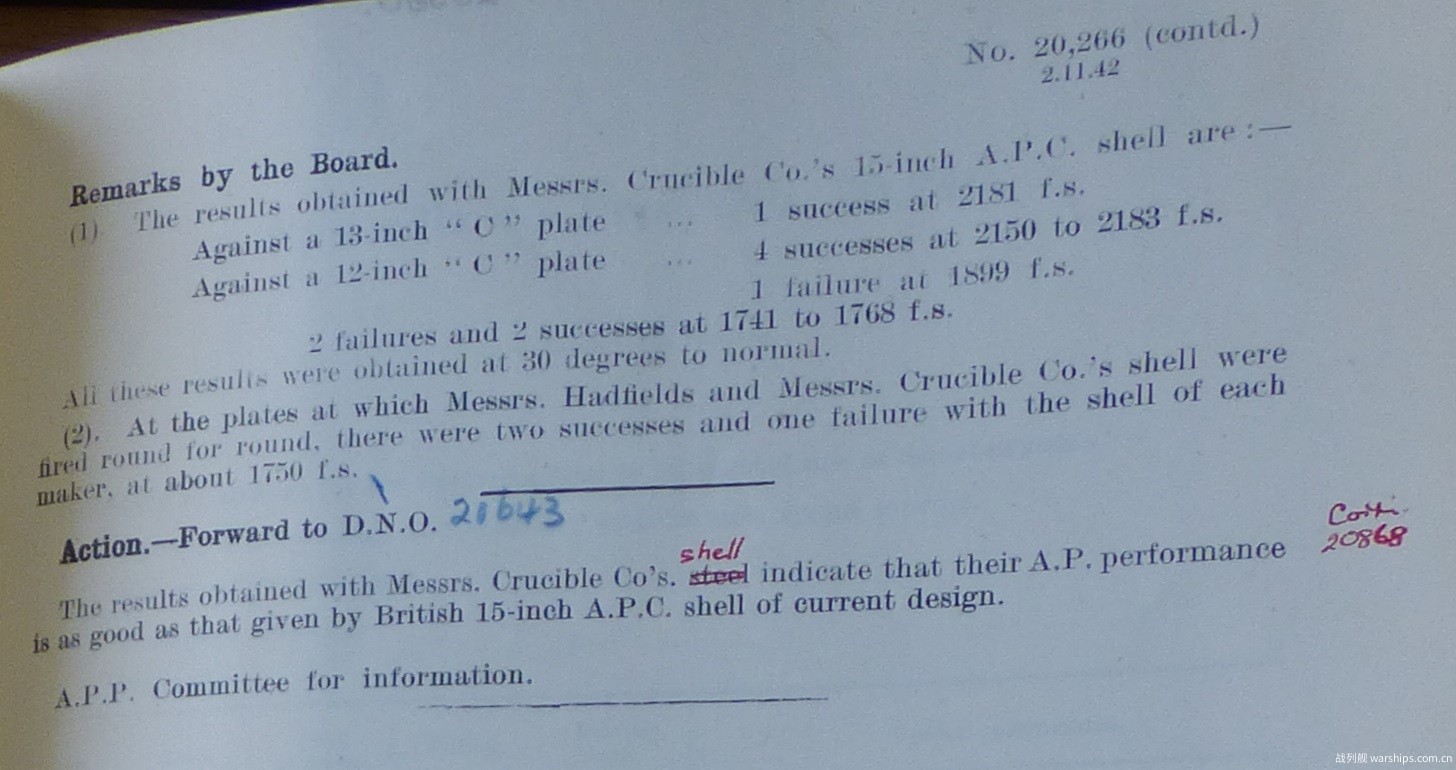 No. 20,266 (contd.)
2.11.42
Remarks by the Board.
(1) The results obtained with Messrs. Crucible Co.'s 15-inch A.P.C. shell are :—
Against a 13-inch “ C ” plate ... 1 success at 2181 f.s.
Against a 12-inch “ C ” plate ... 4 successes at 2150 to 2183 f.s.
1 failure at 1899 f.s.
2 failures and 2 successes at 1741 to 1768 f.s.
All these results were obtained at 30 degrees to normal.
(2). At the plates at which Messrs. Hadfields and Messrs. Crucible Co.'s shell were
fired round for round, there were two successes and one failure with the shell of each
maker, at about 1750 f.s.
Action.—Forward to D.N.O. 21643
shell
The results obtained with Messrs. Crucible Co's. steel indicate that their A.P. performance
is as good as that given by British 15-inch A.P.C. shell of current design.
20868
A.P.P. Committee for information.
战列舰 warships.com.cn